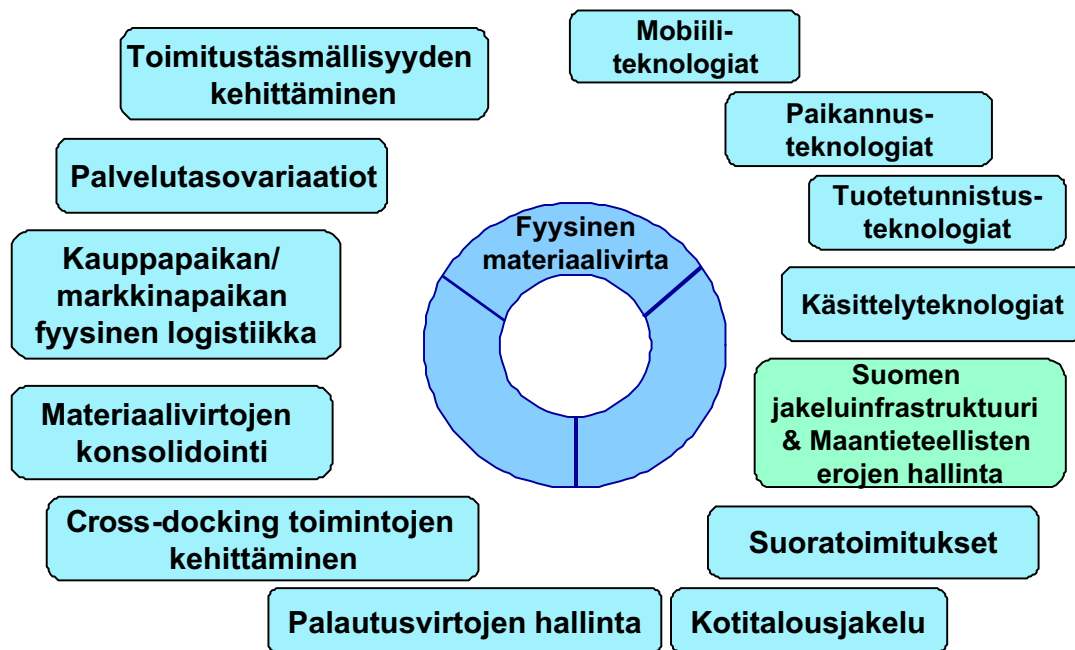 Toimitustäsmällisyyden
kehittäminen
Mobiili-
teknologiat
Paikannus-
teknologiat
Palvelutasovariaatiot
Tuotetunnistus-
teknologiat
Fyysinen
materiaalivirta
Kauppapaikan/
markkinapaikan
fyysinen logistiikka
Käsittelyteknologiat
Suomen
jakeluinfrastruktuuri
& Maantieteellisten
erojen hallinta
Materiaalivirtojen
konsolidointi
Cross-docking toimintojen
kehittäminen
Suoratoimitukset
Palautusvirtojen hallinta
Kotitalousjakelu